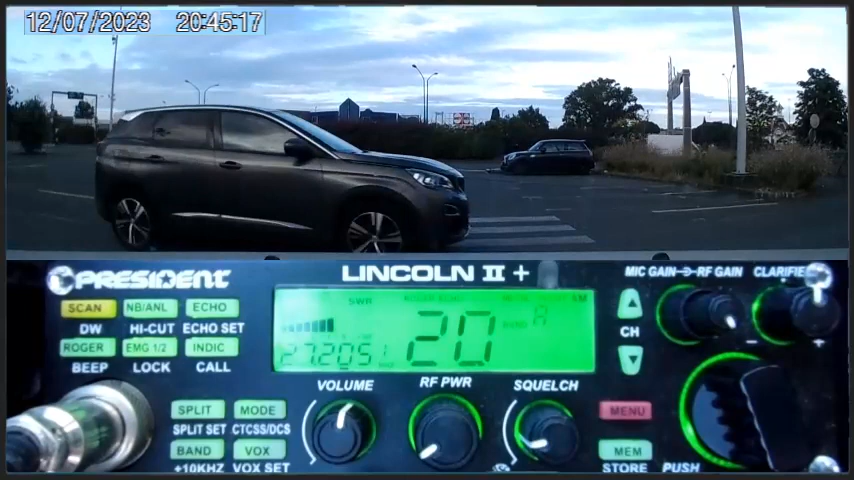 12/07/2023 20:45:17
PRESIDENT LINCOLN II + MIC GAIN RF GAIN CLARIFIE
SCAN NB/ANL ECHO
DW HI-CUT ECHO SET
ROGER EMG 1/2 INDIC
BEEP LOCK CALL
SWR
20
27.205
CH
VOLUME RF PWR SQUELCH
SPLIT MODE
SPLIT SET CTCSS/DCS
BAND VOX
+10KHZ VOX SET
MENU
MEM
STORE PUSH
- +